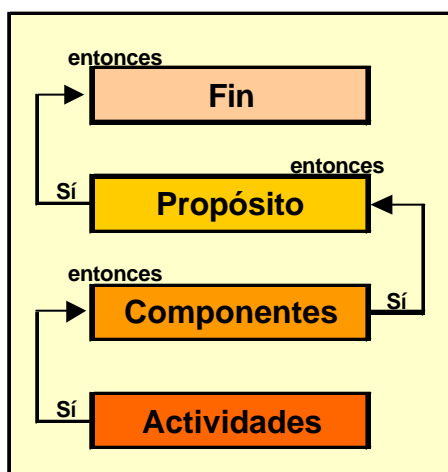 entonces
Fin
entonces
Sí
Propósito
entonces
Componentes
Sí
Sí
Actividades